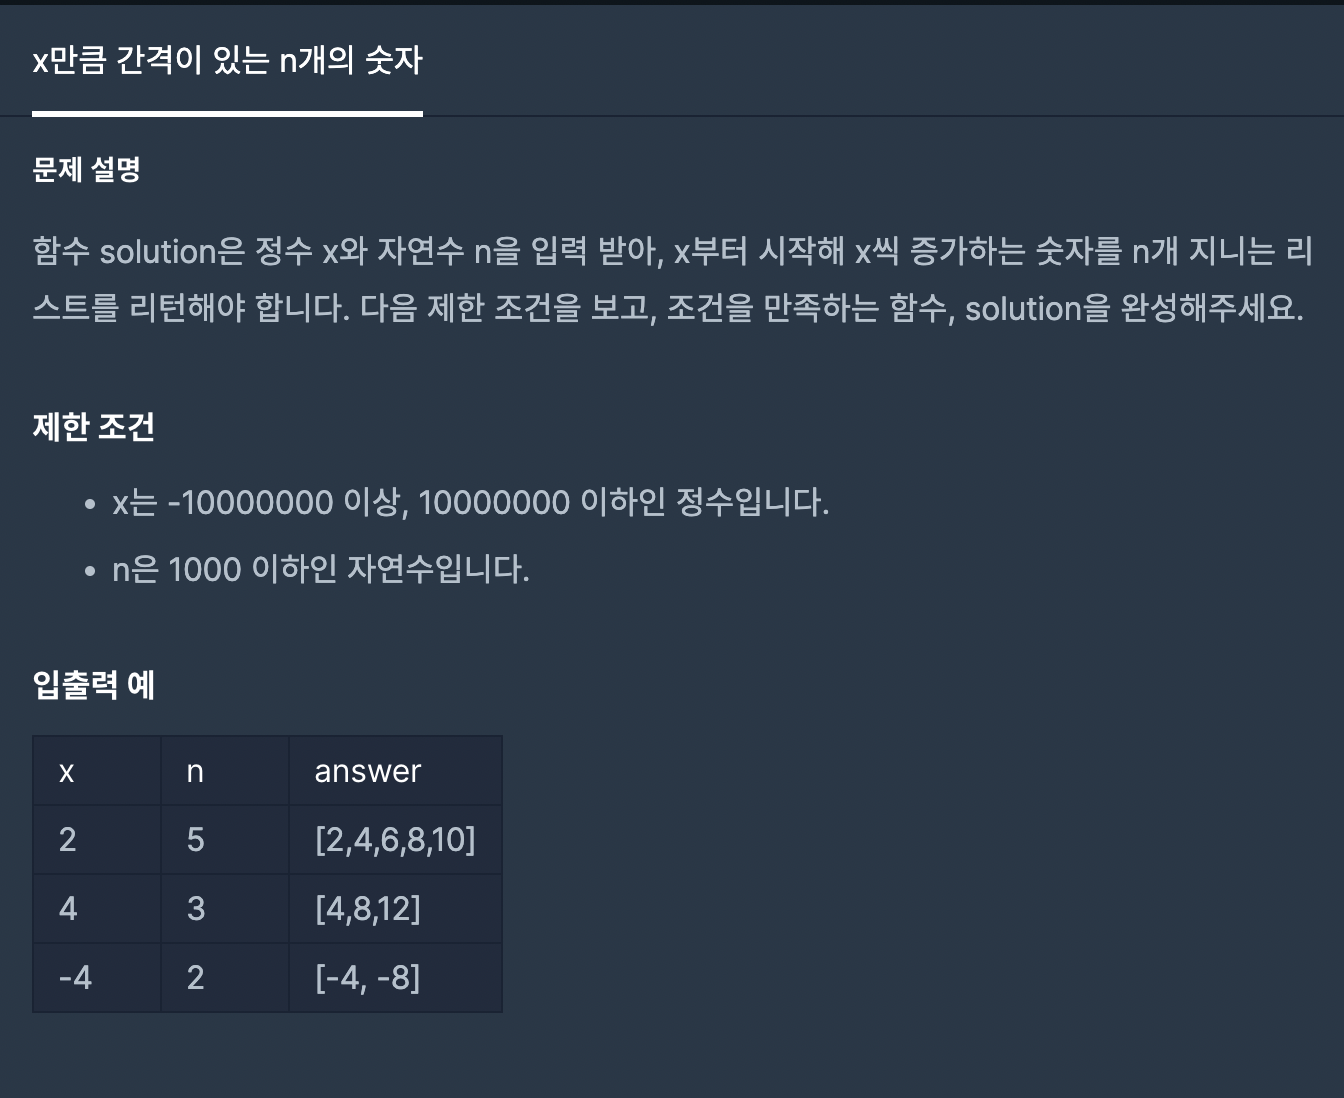 x만큼 간격이 있는 n개의 숫자
문제 설명
함수 solution은 정수 x와 자연수 n을 입력 받아, x부터 시작해 x씩 증가하는 숫자를 n개 지니는 리
스트를 리턴해야 합니다. 다음 제한 조건을 보고, 조건을 만족하는 함수, solution을 완성해주세요.
제한 조건
• x는 -10000000 이상, 10000000 이하인 정수입니다.
• n은 1000 이하인 자연수입니다.
입출력 예
x n answer
2 5 [2,4,6,8,10]
4 3 [4,8,12]
-4 2 [-4, -8]